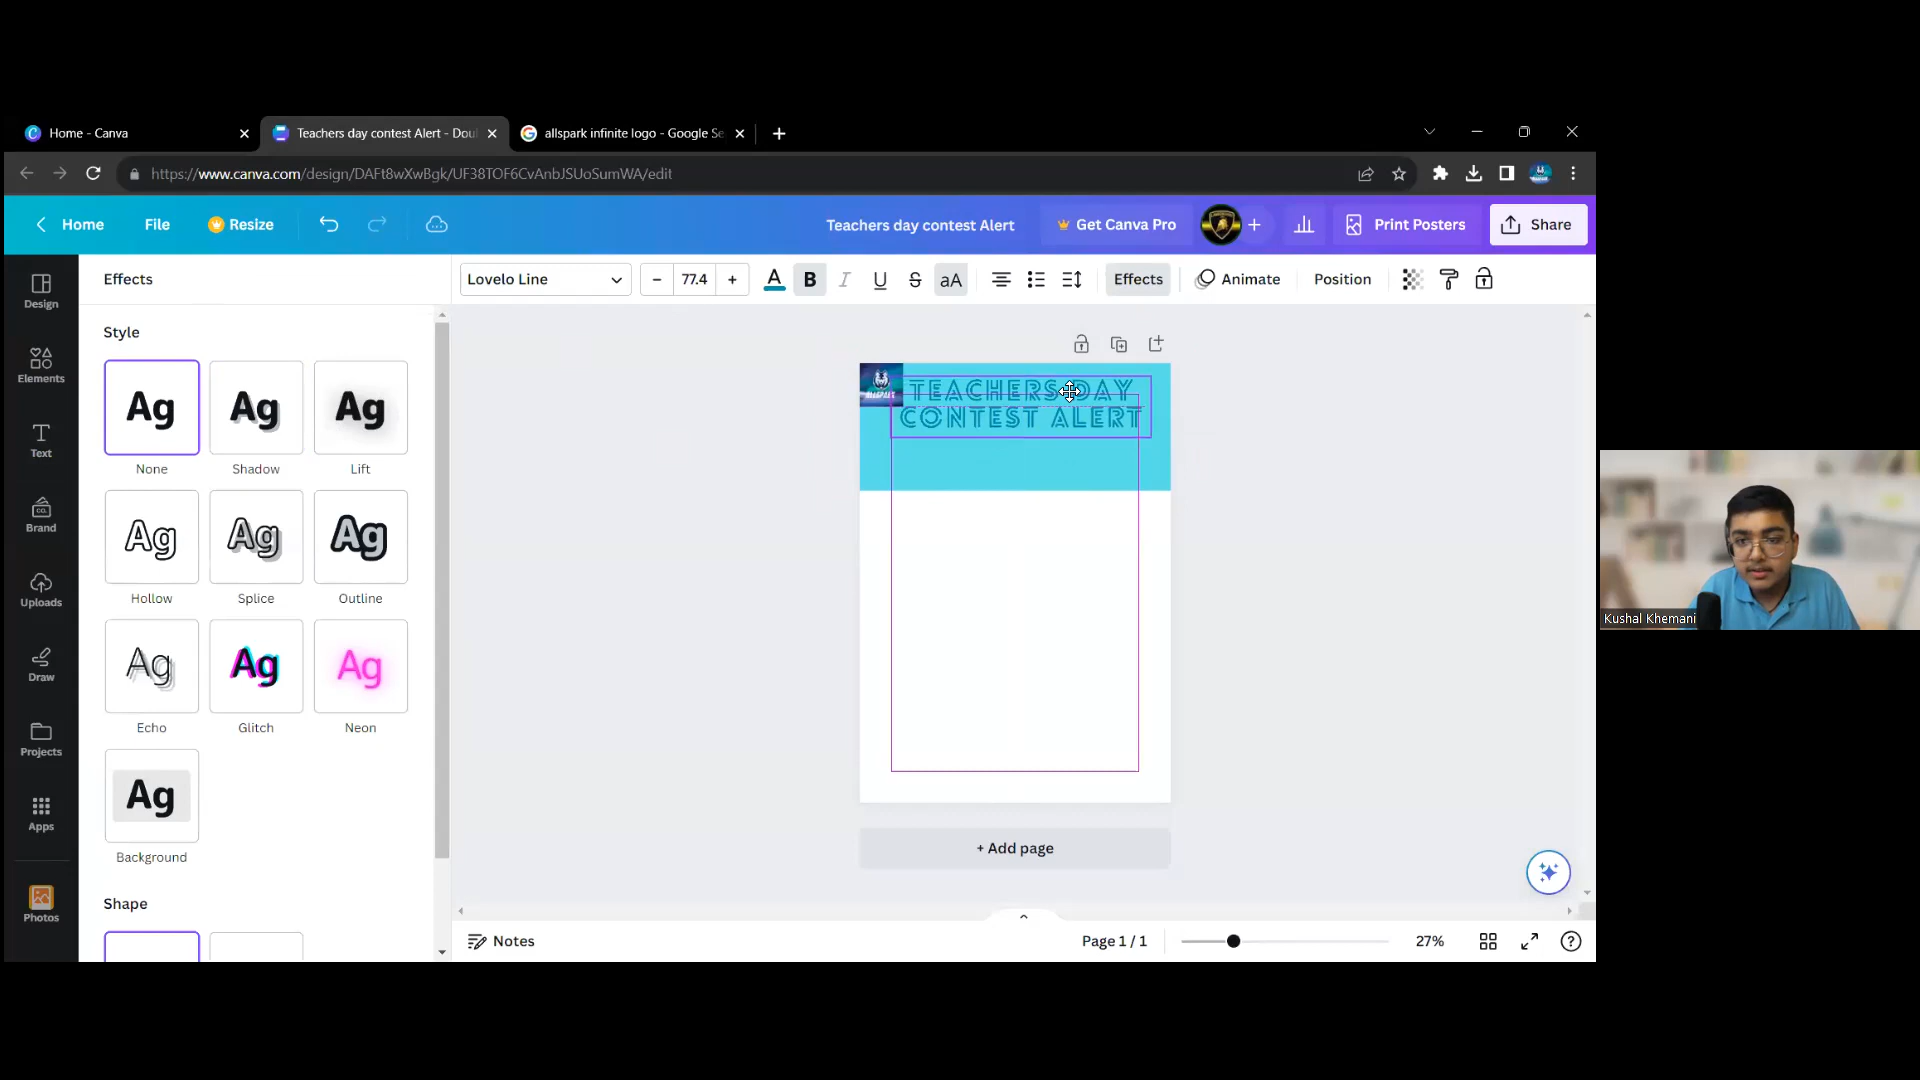 Home - Canva
Teachers day contest Alert - Dou
allspark infinite logo - Google Se
https://www.canva.com/design/DAFt8wXwBgk/UF38TOF6CvAnbJSUoSumWA/edit
Home
File
Resize
Teachers day contest Alert
Get Canva Pro
Print Posters
Share
Effects
Lovelo Line
77.4
A
B
I
U
S
aA
Effects
Animate
Position
Design
Elements
Text
Brand
Uploads
Draw
Projects
Apps
Photos
Style
Ag
Ag
Ag
None
Shadow
Lift
Ag
Ag
Ag
Hollow
Splice
Outline
Ag
Ag
Ag
Echo
Glitch
Neon
Ag
Background
Shape
TEACHERS DAY
CONTEST ALERT
+ Add page
Notes
Page 1 / 1
27%
Kushal Khemani